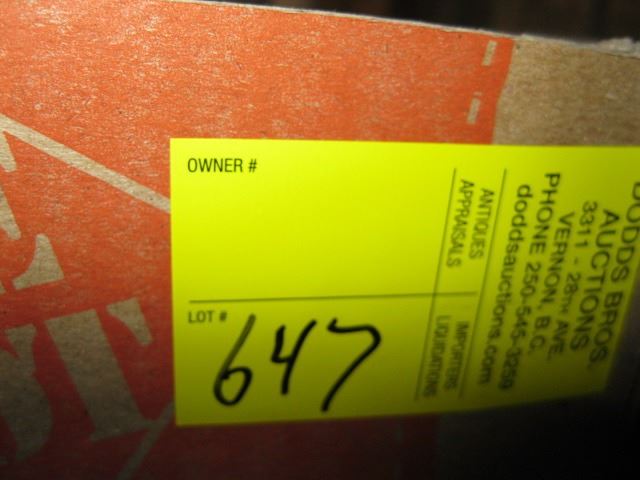 OWNER #
LOT #
647
DODDS BROS.
AUCTIONS
3311 - 28TH AVE.
VERNON, B.C.
PHONE 250-545-3259
doddsauctions.com
ANTIQUES
APPRAISALS
IMPORTERS
LIQUIDATIONS